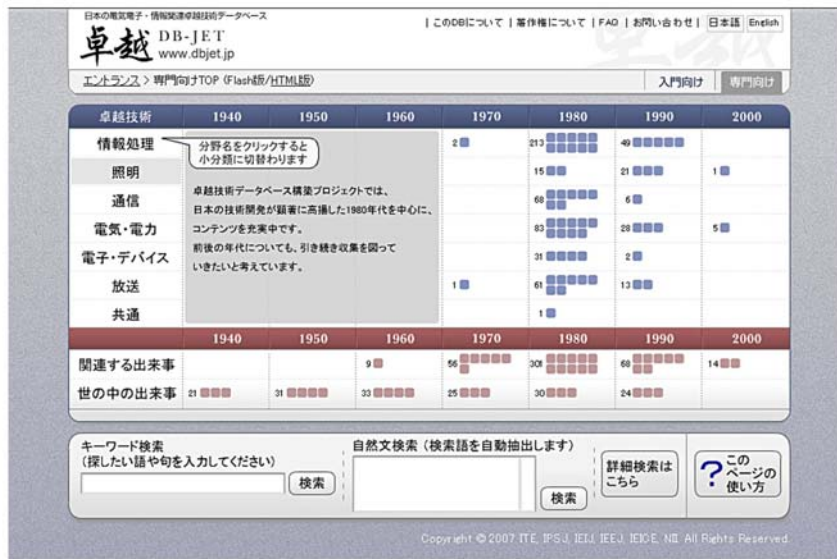 日本の電気電子・情報関連卓越技術データベース
卓越 DB-JET
www.dbjet.jp
| このDBについて | 著作権について | FAQ | お問い合わせ | 日本語 English
エントランス > 専門向けTOP (Flash版/HTML版)
入門向け 専門向け
卓越技術 1940 1950 1960 1970 1980 1990 2000
情報処理 2 213 49
分野名をクリックすると
小分類に切替わります
照明 15 21 1
通信 68 6
電気・電力 83 28 5
電子・デバイス 31 2
放送 1 61 13
共通 1
卓越技術データベース構築プロジェクトでは、
日本の技術開発が顕著に高揚した1980年代を中心に、
コンテンツを充実中です。
前後の年代についても、引き続き収集を図って
いきたいと考えています。
1940 1950 1960 1970 1980 1990 2000
関連する出来事 9 56 301 68 14
世の中の出来事 21 31 33 25 30 24
キーワード検索
(探したい語や句を入力してください)
検索
自然文検索 (検索語を自動抽出します)
検索
詳細検索は
こちら
? この
ページの
使い方
Copyright © 2007 ITE, IPSJ, IEIJ, IEEJ, IEICE, NII. All Rights Reserved.